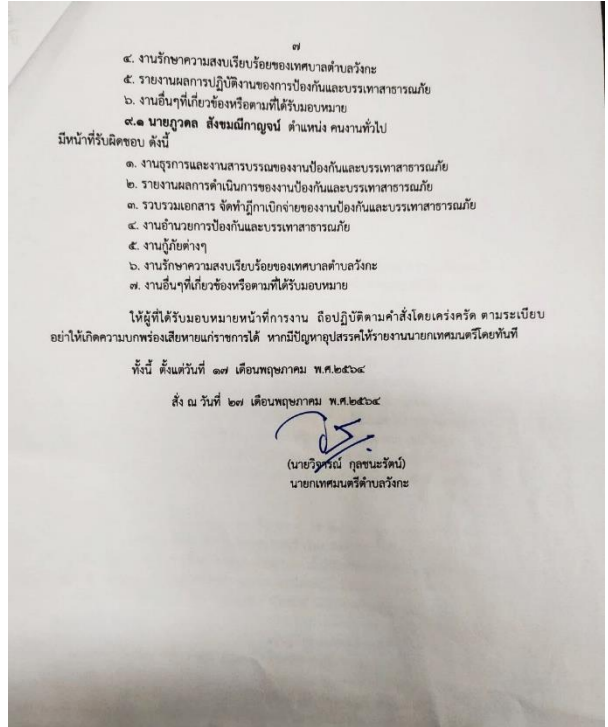 ๗
๔. งานรักษาความสงบเรียบร้อยของเทศบาลตำบลวังกะ
๕. รายงานผลการปฏิบัติงานของการป้องกันและบรรเทาสาธารณภัย
๖. งานอื่นๆที่เกี่ยวข้องหรือตามที่ได้รับมอบหมาย
๙.๑ นายภูวดล สังขมณีกาญจน์ ตำแหน่ง คนงานทั่วไป
มีหน้าที่รับผิดชอบ ดังนี้
๑. งานธุรการและงานสารบรรณของงานป้องกันและบรรเทาสาธารณภัย
๒. รายงานผลการดำเนินการของงานป้องกันและบรรเทาสาธารณภัย
๓. รวบรวมเอกสาร จัดทำฎีกาเบิกจ่ายของงานป้องกันและบรรเทาสาธารณภัย
๔. งานอำนวยการป้องกันและบรรเทาสาธารณภัย
๕. งานกู้ภัยต่างๆ
๖. งานรักษาความสงบเรียบร้อยของเทศบาลตำบลวังกะ
๗. งานอื่นๆที่เกี่ยวข้องหรือตามที่ได้รับมอบหมาย
ให้ผู้ที่ได้รับมอบหมายหน้าที่การงาน ถือปฏิบัติตามคำสั่งโดยเคร่งครัด ตามระเบียบ
อย่าให้เกิดความบกพร่องเสียหายแก่ราชการได้ หากมีปัญหาอุปสรรคให้รายงานนายกเทศมนตรีโดยทันที
ทั้งนี้ ตั้งแต่วันที่ ๑๗ เดือนพฤษภาคม พ.ศ.๒๕๖๔
สั่ง ณ วันที่ ๒๗ เดือนพฤษภาคม พ.ศ.๒๕๖๔
(นายวิจารณ์ กุลชนะรัตน์)
นายกเทศมนตรีตำบลวังกะ